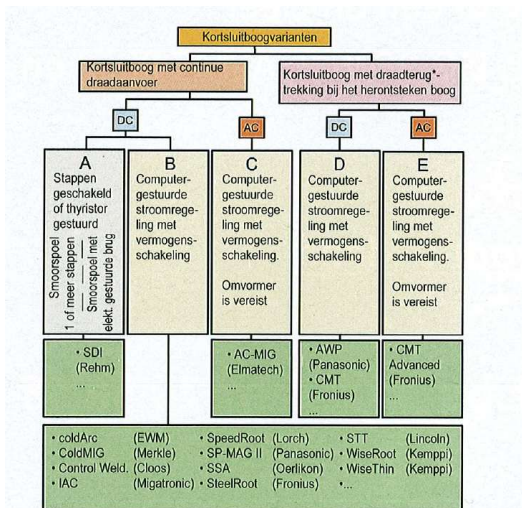 Kortsluitboogvarianten
Kortsluitboog met continue
draadaanvoer
Kortsluitboog met draadterug*-
trekking bij het herontsteken boog
DC
AC
DC
AC
A
Stappen
geschakeld
of thyristor
gestuurd
Smoorspoel
1 of meer stappen
Smoorspoel met
elekt. gestuurde brug
B
Computer-
gestuurde
stroomrege-
ling met
vermogens-
schakeling
C
Computer-
gestuurde
stroomrege-
ling met
vermogens-
schakeling
Omvormer
is vereist
D
Computer-
gestuurde
stroomrege-
ling met
vermogens-
schakeling
E
Computer-
gestuurde
stroomrege-
ling met
vermogens-
schakeling.
Omvormer
is vereist
• SDI
(Rehm)
...
• AC-MIG
(Elmatech)
...
• AWP
(Panasonic)
• CMT
(Fronius)
...
• CMT
Advanced
(Fronius)
...
• coldArc (EWM)
• ColdMIG (Merkle)
• Control Weld. (Cloos)
• IAC (Migatronic)
• SpeedRoot (Lorch)
• SP-MAG II (Panasonic)
• SSA (Oerlikon)
• SteelRoot (Fronius)
• STT (Lincoln)
• WiseRoot (Kemppi)
• WiseThin (Kemppi)
•...